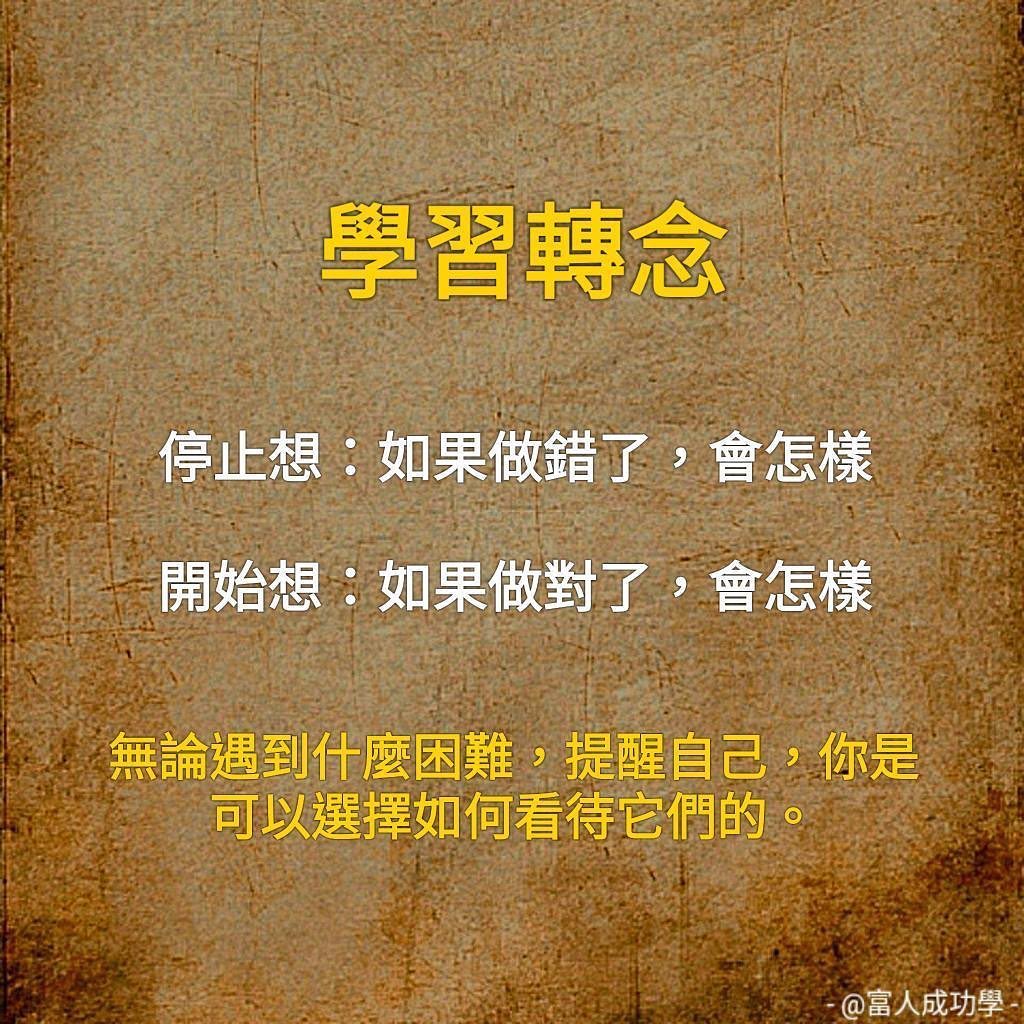 學習轉念
停止想：如果做錯了，會怎樣
開始想：如果做對了，會怎樣
無論遇到什麼困難，提醒自己，你是
可以選擇如何看待它們的。
- @富人成功學 -